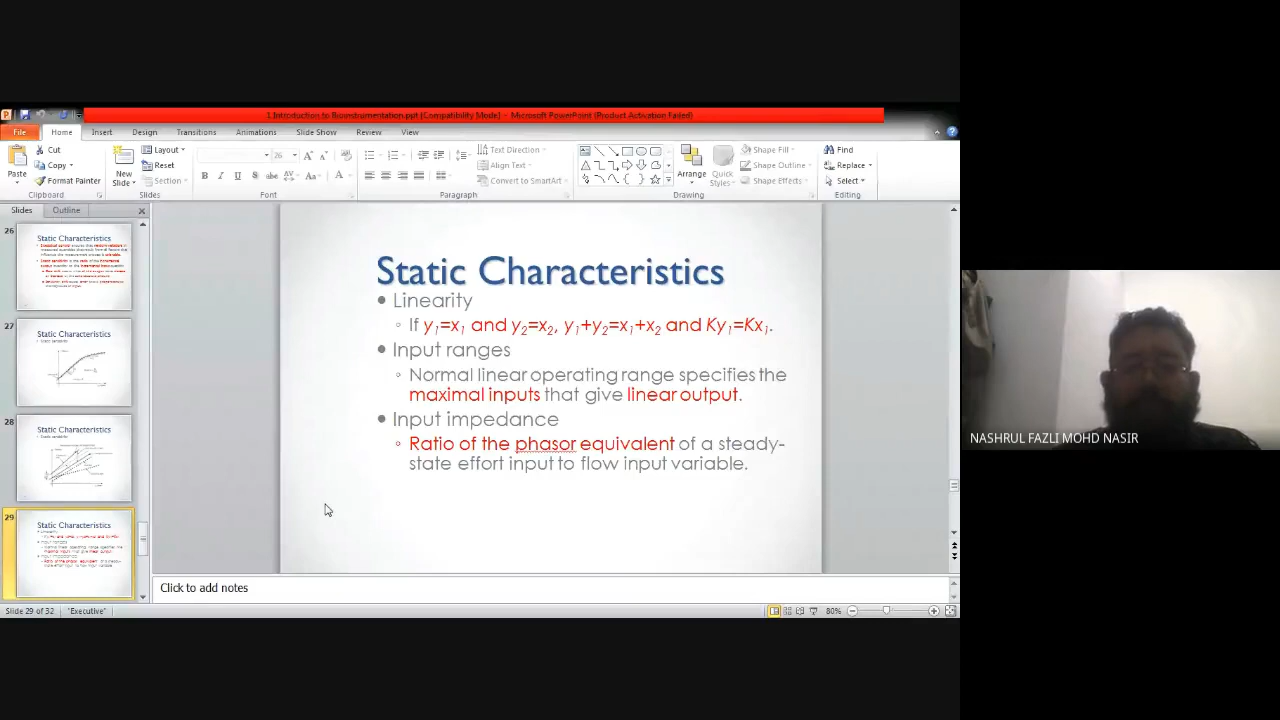 1.Introduction to Bioinstrumentation.ppt [Compatibility Mode] - Microsoft PowerPoint (Product Activation Failed)
File Home Insert Design Transitions Animations Slide Show Review View
Paste
Cut
Copy
Format Painter
Clipboard
New Slide
Layout
Reset
Section
Slides
26
B I U S abc AV Aa A
Font
Text Direction
Align Text
Convert to SmartArt
Paragraph
Arrange
Quick Styles
Shape Fill
Shape Outline
Shape Effects
Drawing
Find
Replace
Select
Editing
Slides Outline
26
Static Characteristics
27
Static Characteristics
28
Static Characteristics
29
Static Characteristics
Static Characteristics
• Linearity
◦ If y₁=x₁ and y₂=x₂, y₁+y₂=x₁+x₂ and Ky₁=Kx₁.
• Input ranges
◦ Normal linear operating range specifies the
maximal inputs that give linear output.
• Input impedance
◦ Ratio of the phasor equivalent of a steady-
state effort input to flow input variable.
Click to add notes
Slide 29 of 32 "Executive" 80%
NASHRUL FAZLI MOHD NASIR